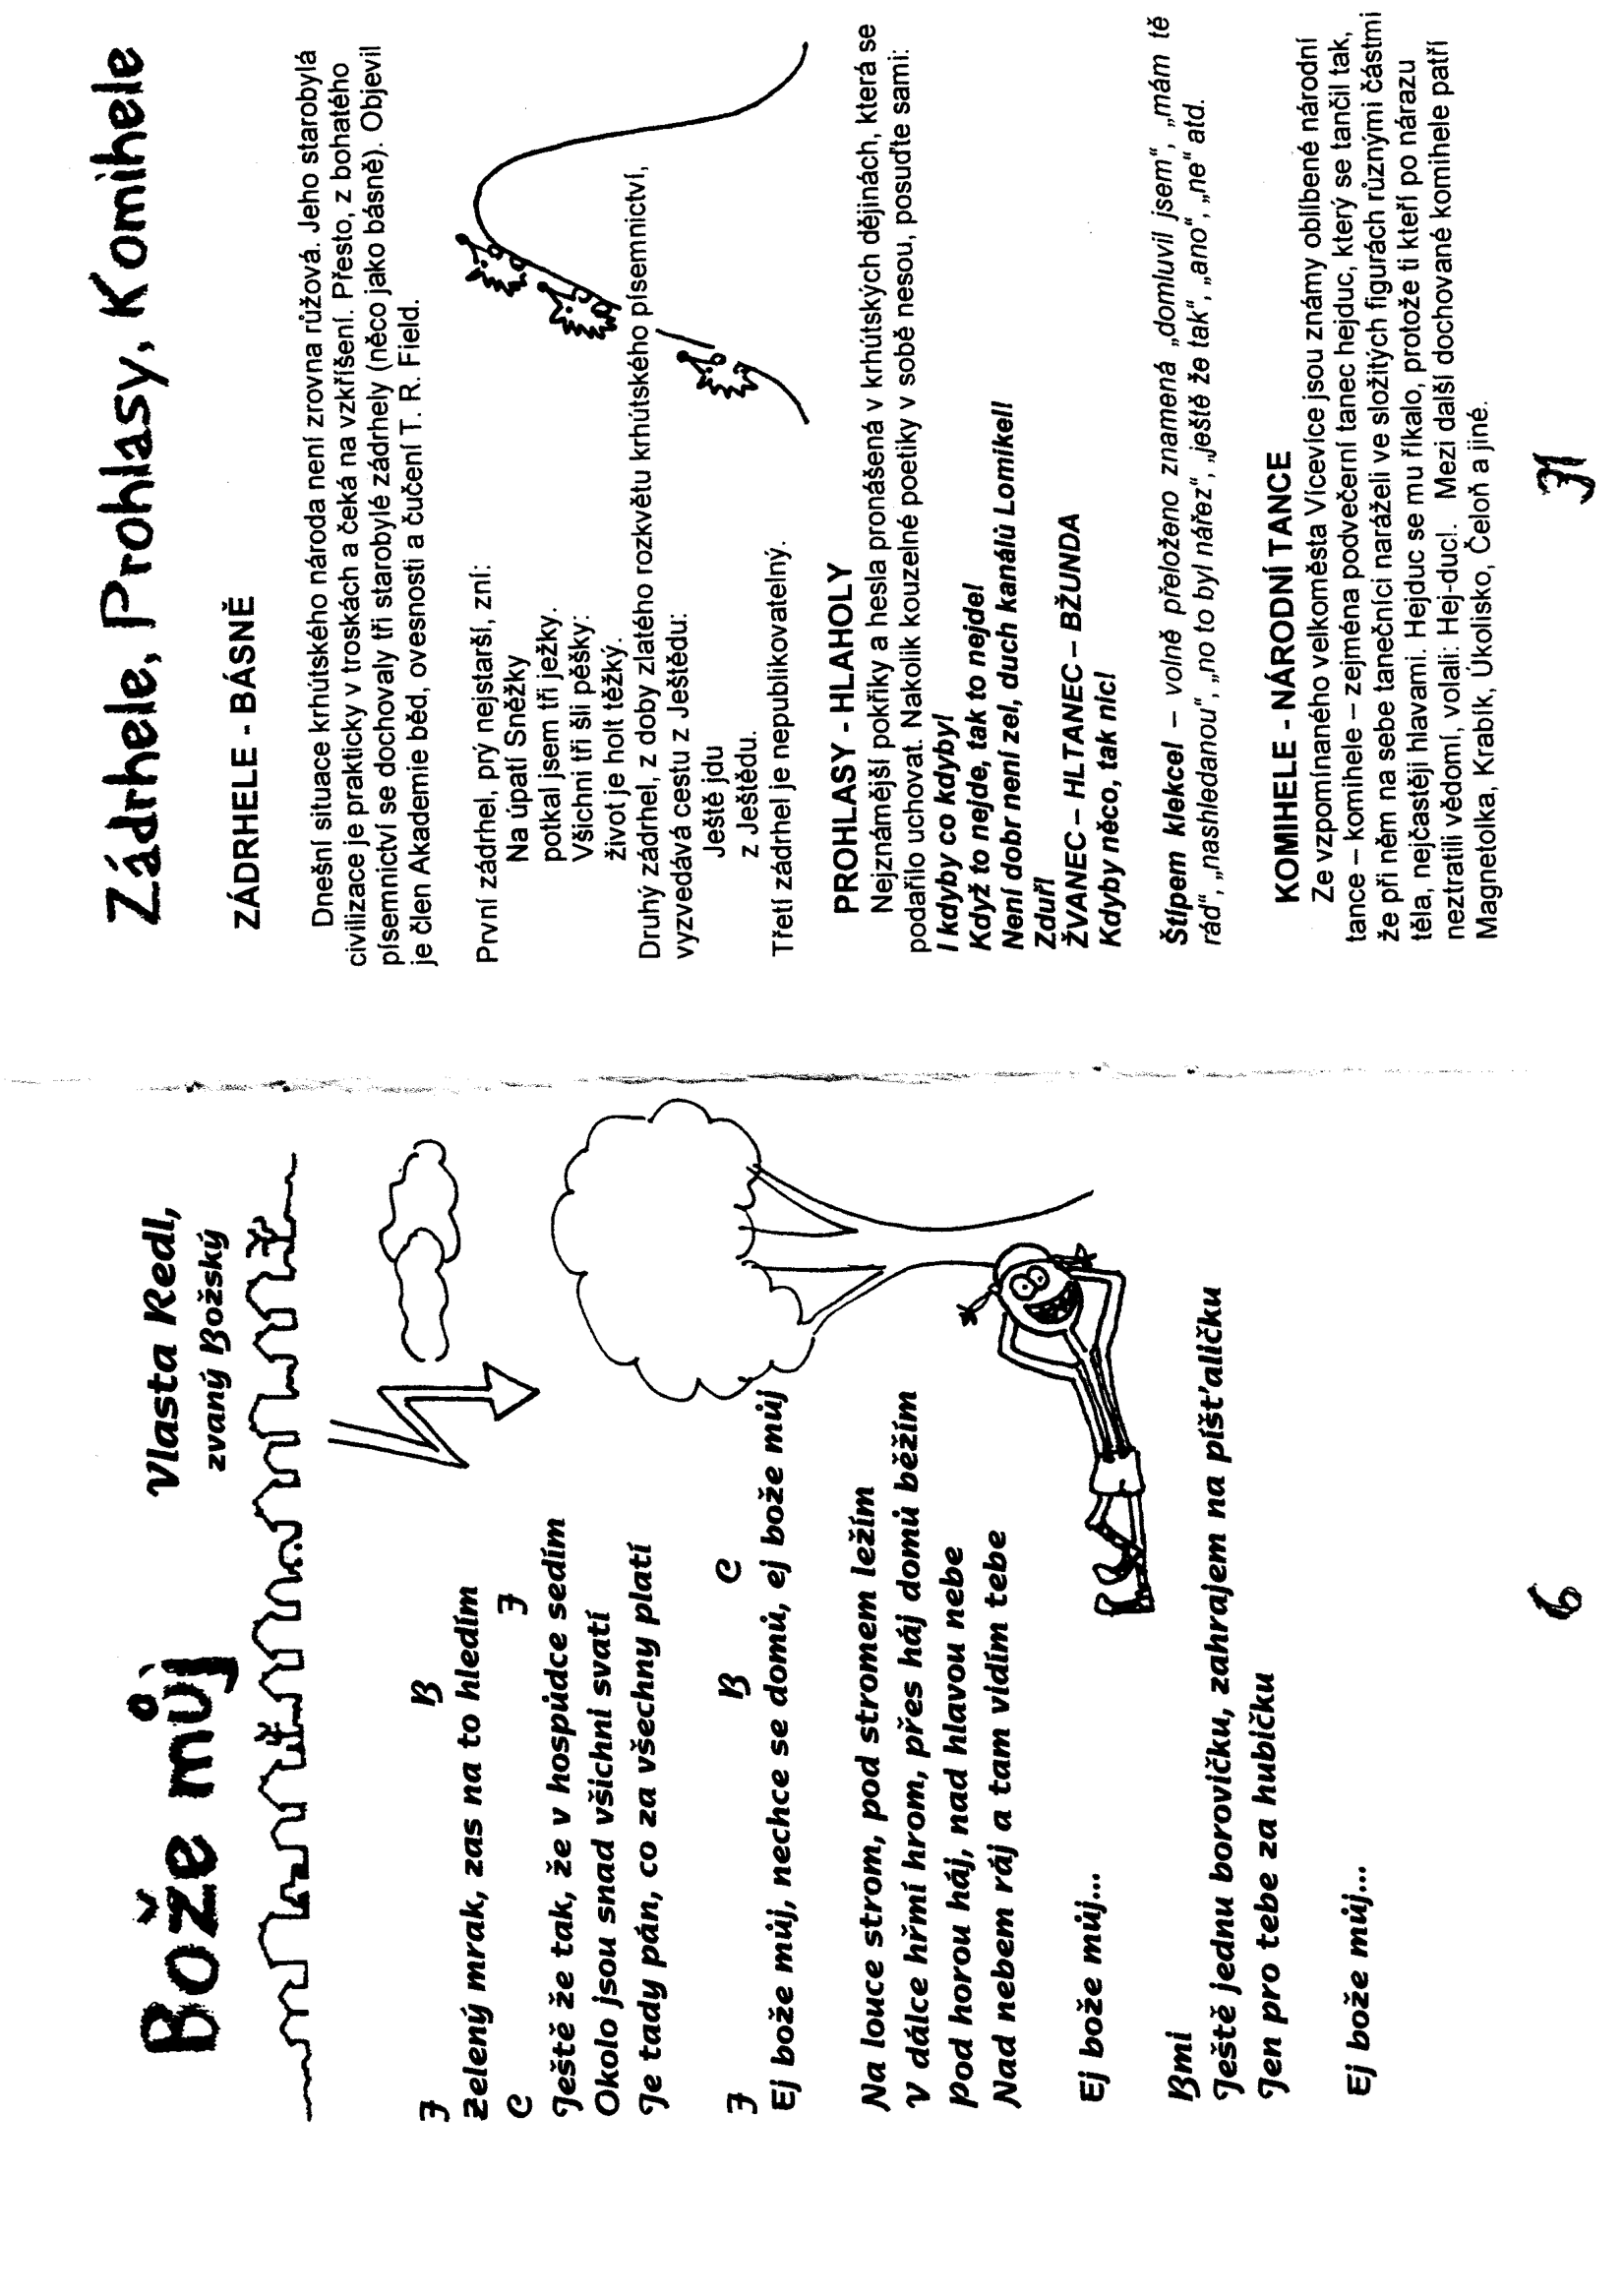 Bože můj
Vlasta Redl,
zvaný Božský
F B
Zelený mrak, zas na to hledím
C F
Ještě že tak, že v hospúdce sedím
Okolo jsou snad všichni svatí
Je tady pán, co za všechny platí
F B C
Ej bože můj, nechce se domů, ej bože můj
Na louce strom, pod stromem ležím
V dálce hřmí hrom, přes háj domů běžím
Pod horou háj, nad hlavou nebe
Nad nebem ráj a tam vidím tebe
Ej bože můj...
Bmi
Ještě jednu borovičku, zahrajem na píšťaličku
Jen pro tebe za hubičku
Ej bože můj...
6
Zádrhele, Prohlasy, Komihele
ZÁDRHELE - BÁSNĚ
Dnešní situace krhútského národa není zrovna růžová. Jeho starobylá
civilizace je prakticky v troskách a čeká na vzkříšení. Přesto, z bohatého
písemnictví se dochovaly tři starobylé zádrhely (něco jako básně). Objevil
je člen Akademie běd, ovesnosti a čučení T. R. Field.
První zádrhel, prý nejstarší, zní:
Na úpatí Sněžky
potkal jsem tři ježky.
Všichni tři šli pěšky:
život je holt těžký.
Druhý zádrhel, z doby zlatého rozkvětu krhútského písemnictví,
vyzvedává cestu z Ještědu:
Ještě jdu
z Ještědu.
Třetí zádrhel je nepublikovatelný.
PROHLASY - HLAHOLY
Nejznámější pokřiky a hesla pronášená v krhútských dějinách, která se
podařilo uchovat. Nakolik kouzelné poetiky v sobě nesou, posuďte sami:
I kdyby co kdyby!
Když to nejde, tak to nejde!
Není dobr není zel, duch kanálů Lomikel!
Zduř!
ŽVANEC – HLTANEC – BŽUNDA
Kdyby něco, tak nic!
Štípem klekce! – volně přeloženo znamená „domluvil jsem“, „mám tě
rád“, „nashledanou“, „no to byl nářez“, „ještě že tak“, „ano“, „ne“ atd.
KOMIHELE - NÁRODNÍ TANCE
Ze vzpomínaného velkoměsta Vícevíce jsou známy oblíbené národní
tance – komihele – zejména podvečerní tanec hejduc, který se tančil tak,
že při něm na sebe tanečníci naráželi ve složitých figurách různými částmi
těla, nejčastěji hlavami. Hejduc se mu říkalo, protože ti kteří po nárazu
neztratili vědomí, volali: Hej-duc!. Mezi další dochované komihele patří
Magnetolka, Krablk, Úkolisko, Čeloň a jiné.
31